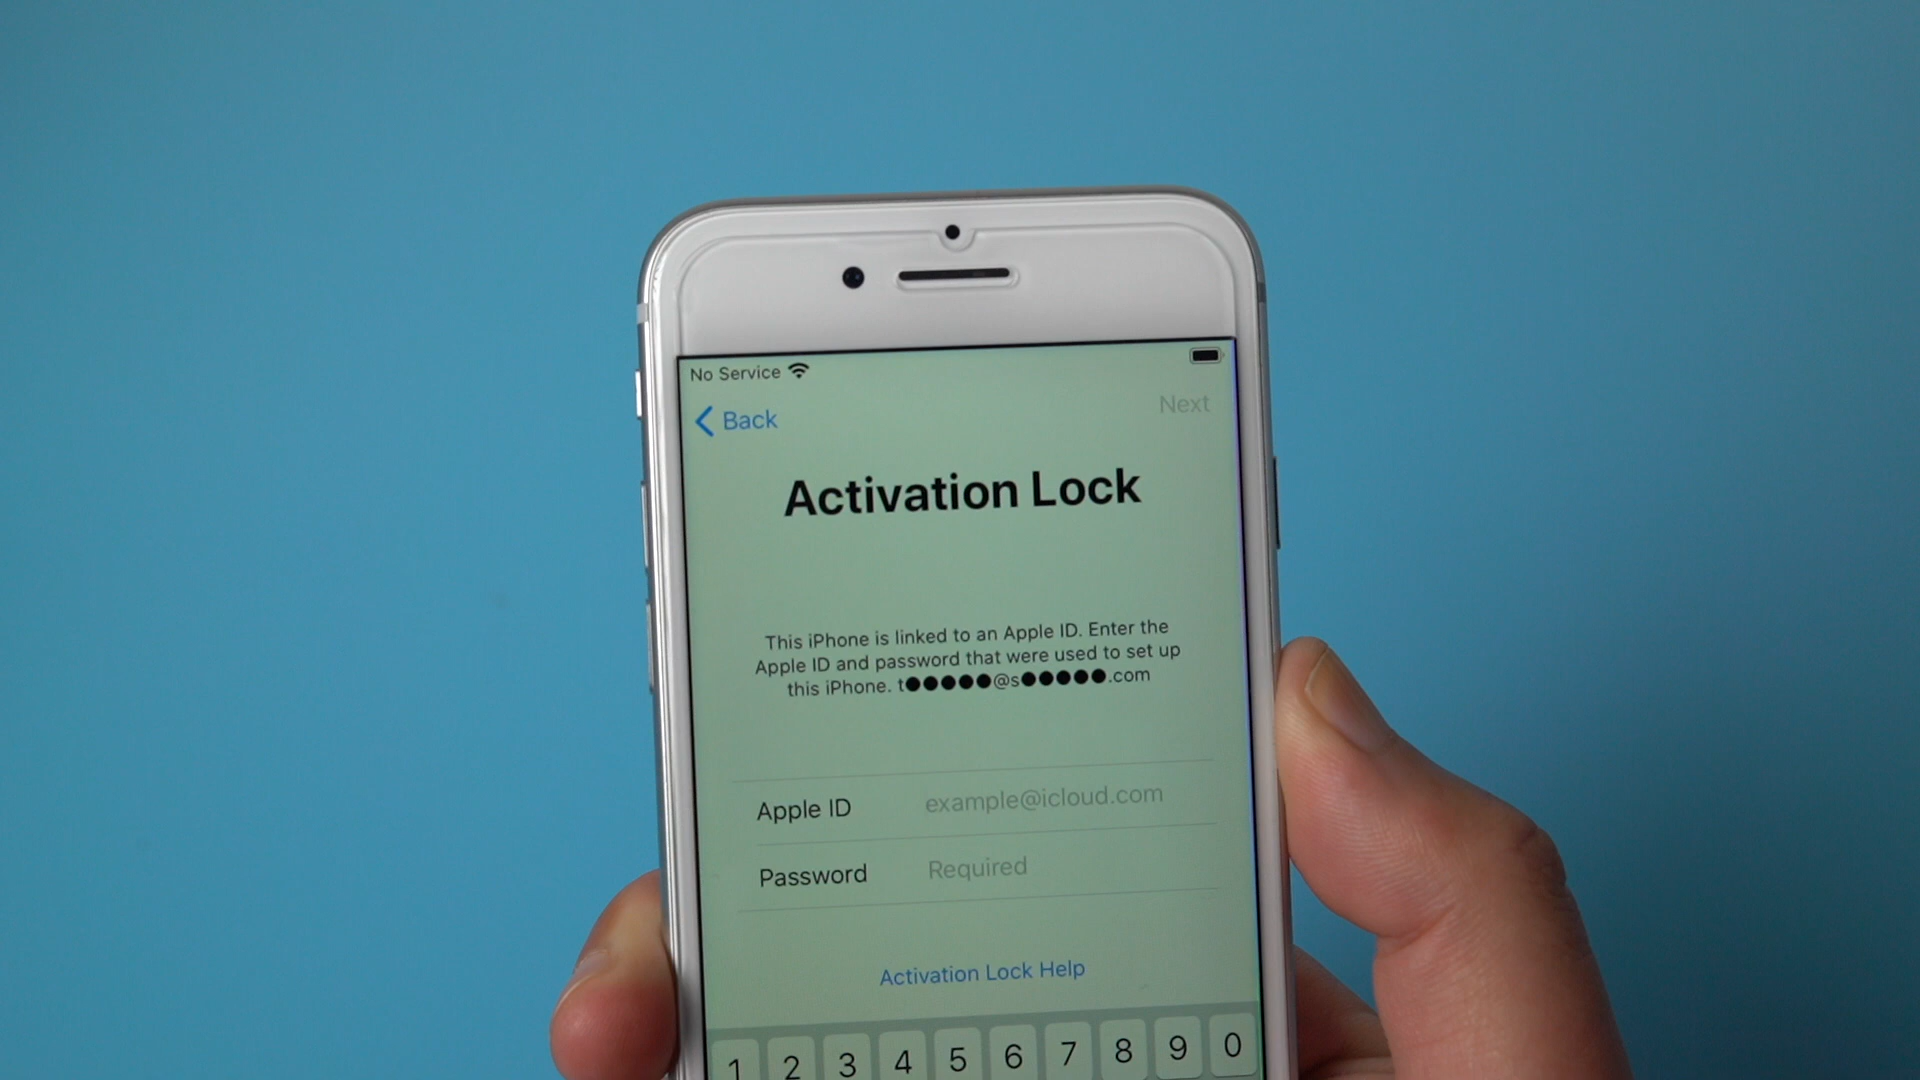 No Service
Back
Next
Activation Lock
This iPhone is linked to an Apple ID. Enter the
Apple ID and password that were used to set up
this iPhone. t●●●●●@s●●●●●.com
Apple ID example@icloud.com
Password Required
Activation Lock Help
1 2 3 4 5 6 7 8 9 0